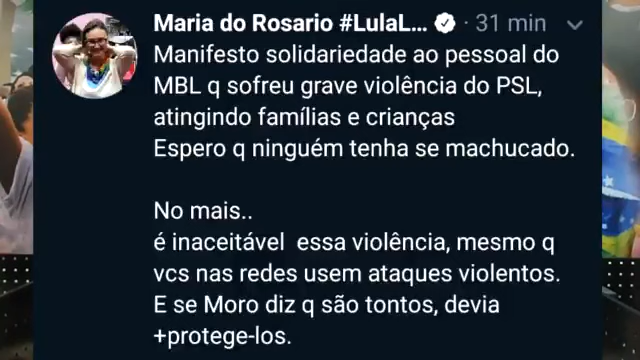 Maria do Rosario #LulaL... · 31 min
Manifesto solidariedade ao pessoal do
MBL q sofreu grave violência do PSL,
atingindo famílias e crianças
Espero q ninguém tenha se machucado.
No mais..
é inaceitável essa violência, mesmo q
vcs nas redes usem ataques violentos.
E se Moro diz q são tontos, devia
+protege-los.